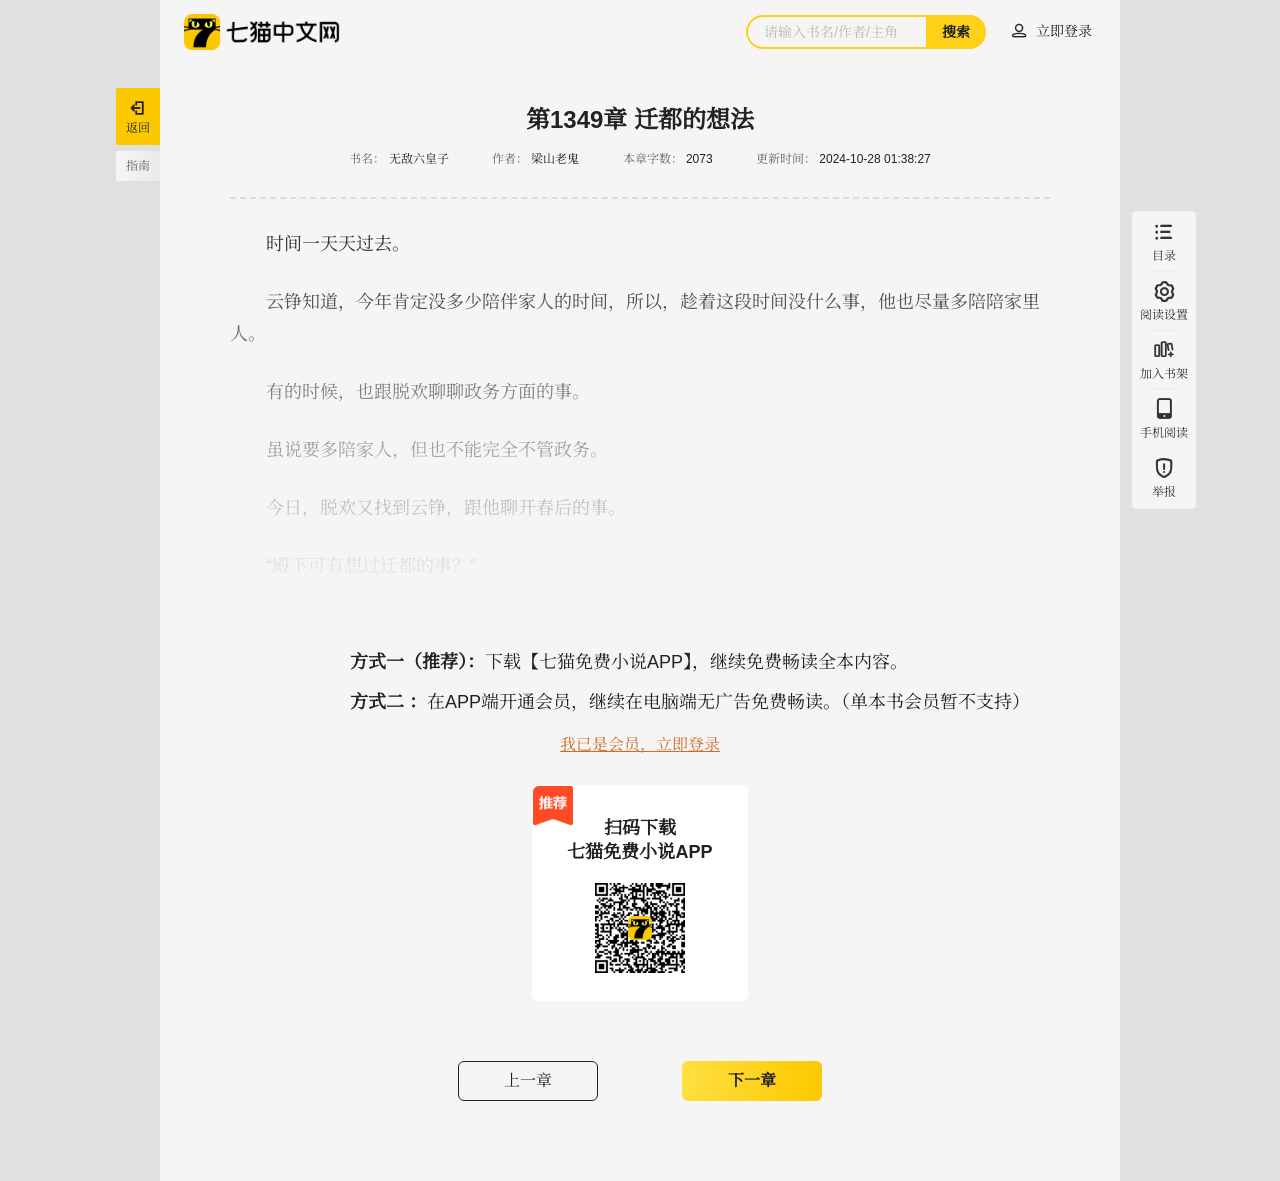 七猫中文网
请输入书名/作者/主角
搜索
立即登录
返回
指南
第1349章 迁都的想法
书名： 无敌六皇子 作者： 梁山老鬼 本章字数： 2073 更新时间： 2024-10-28 01:38:27
时间一天天过去。
云铮知道，今年肯定没多少陪伴家人的时间，所以，趁着这段时间没什么事，他也尽量多陪陪家里
人。
有的时候，也跟脱欢聊聊政务方面的事。
虽说要多陪家人，但也不能完全不管政务。
今日，脱欢又找到云铮，跟他聊开春后的事。
“殿下可有想过迁都的事？”
目录
阅读设置
加入书架
手机阅读
举报
方式一（推荐）：下载【七猫免费小说APP】，继续免费畅读全本内容。
方式二 ：在APP端开通会员，继续在电脑端无广告免费畅读。（单本书会员暂不支持）
我已是会员，立即登录
推荐
扫码下载
七猫免费小说APP
上一章
下一章